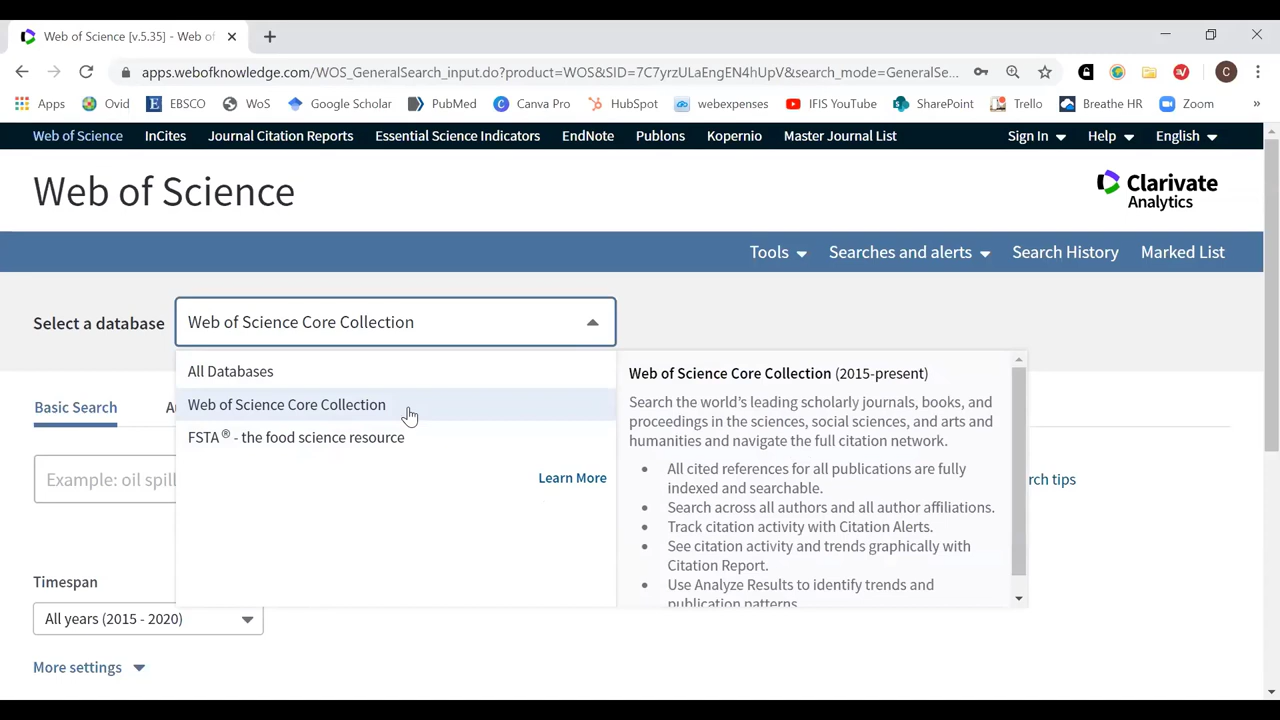 Web of Science [v.5.35] - Web of
apps.webofknowledge.com/WOS_GeneralSearch_input.do?product=WOS&SID=7C7yrzULaEngEN4hUpV&search_mode=GeneralSe...
C
Apps Ovid EBSCO WoS Google Scholar PubMed Canva Pro HubSpot webexpenses IFIS YouTube SharePoint Trello Breathe HR Zoom »
Web of Science InCites Journal Citation Reports Essential Science Indicators EndNote Publons Kopernio Master Journal List Sign In Help English
Web of Science
Clarivate
Analytics
Tools Searches and alerts Search History Marked List
Select a database Web of Science Core Collection
All Databases
Web of Science Core Collection
FSTA® - the food science resource
Learn More
Web of Science Core Collection (2015-present)
Search the world's leading scholarly journals, books, and
proceedings in the sciences, social sciences, and arts and
humanities and navigate the full citation network.
• All cited references for all publications are fully
indexed and searchable.
• Search across all authors and all author affiliations.
• Track citation activity with Citation Alerts.
• See citation activity and trends graphically with
Citation Report.
• Use Analyze Results to identify trends and
publication patterns.
Basic Search
Example: oil spill
rch tips
Timespan
All years (2015 - 2020)
More settings